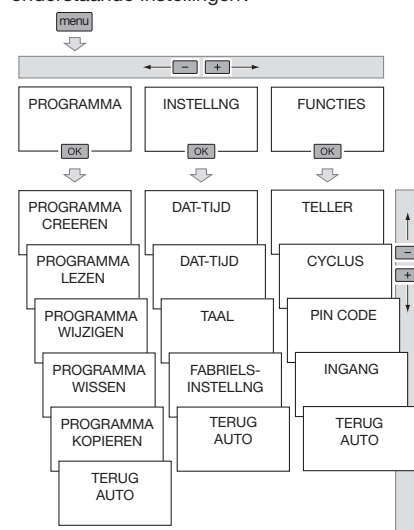 onderstaande instellingen:
menu
- +
PROGRAMMA
OK
INSTELLNG
OK
FUNCTIES
OK
PROGRAMMA
CREEREN
PROGRAMMA
LEZEN
PROGRAMMA
WIJZIGEN
PROGRAMMA
WISSEN
PROGRAMMA
KOPIEREN
TERUG
AUTO
DAT-TIJD
DAT-TIJD
TAAL
FABRIELS-
INSTELLNG
TERUG
AUTO
TELLER
CYCLUS
PIN CODE
INGANG
TERUG
AUTO
-
+